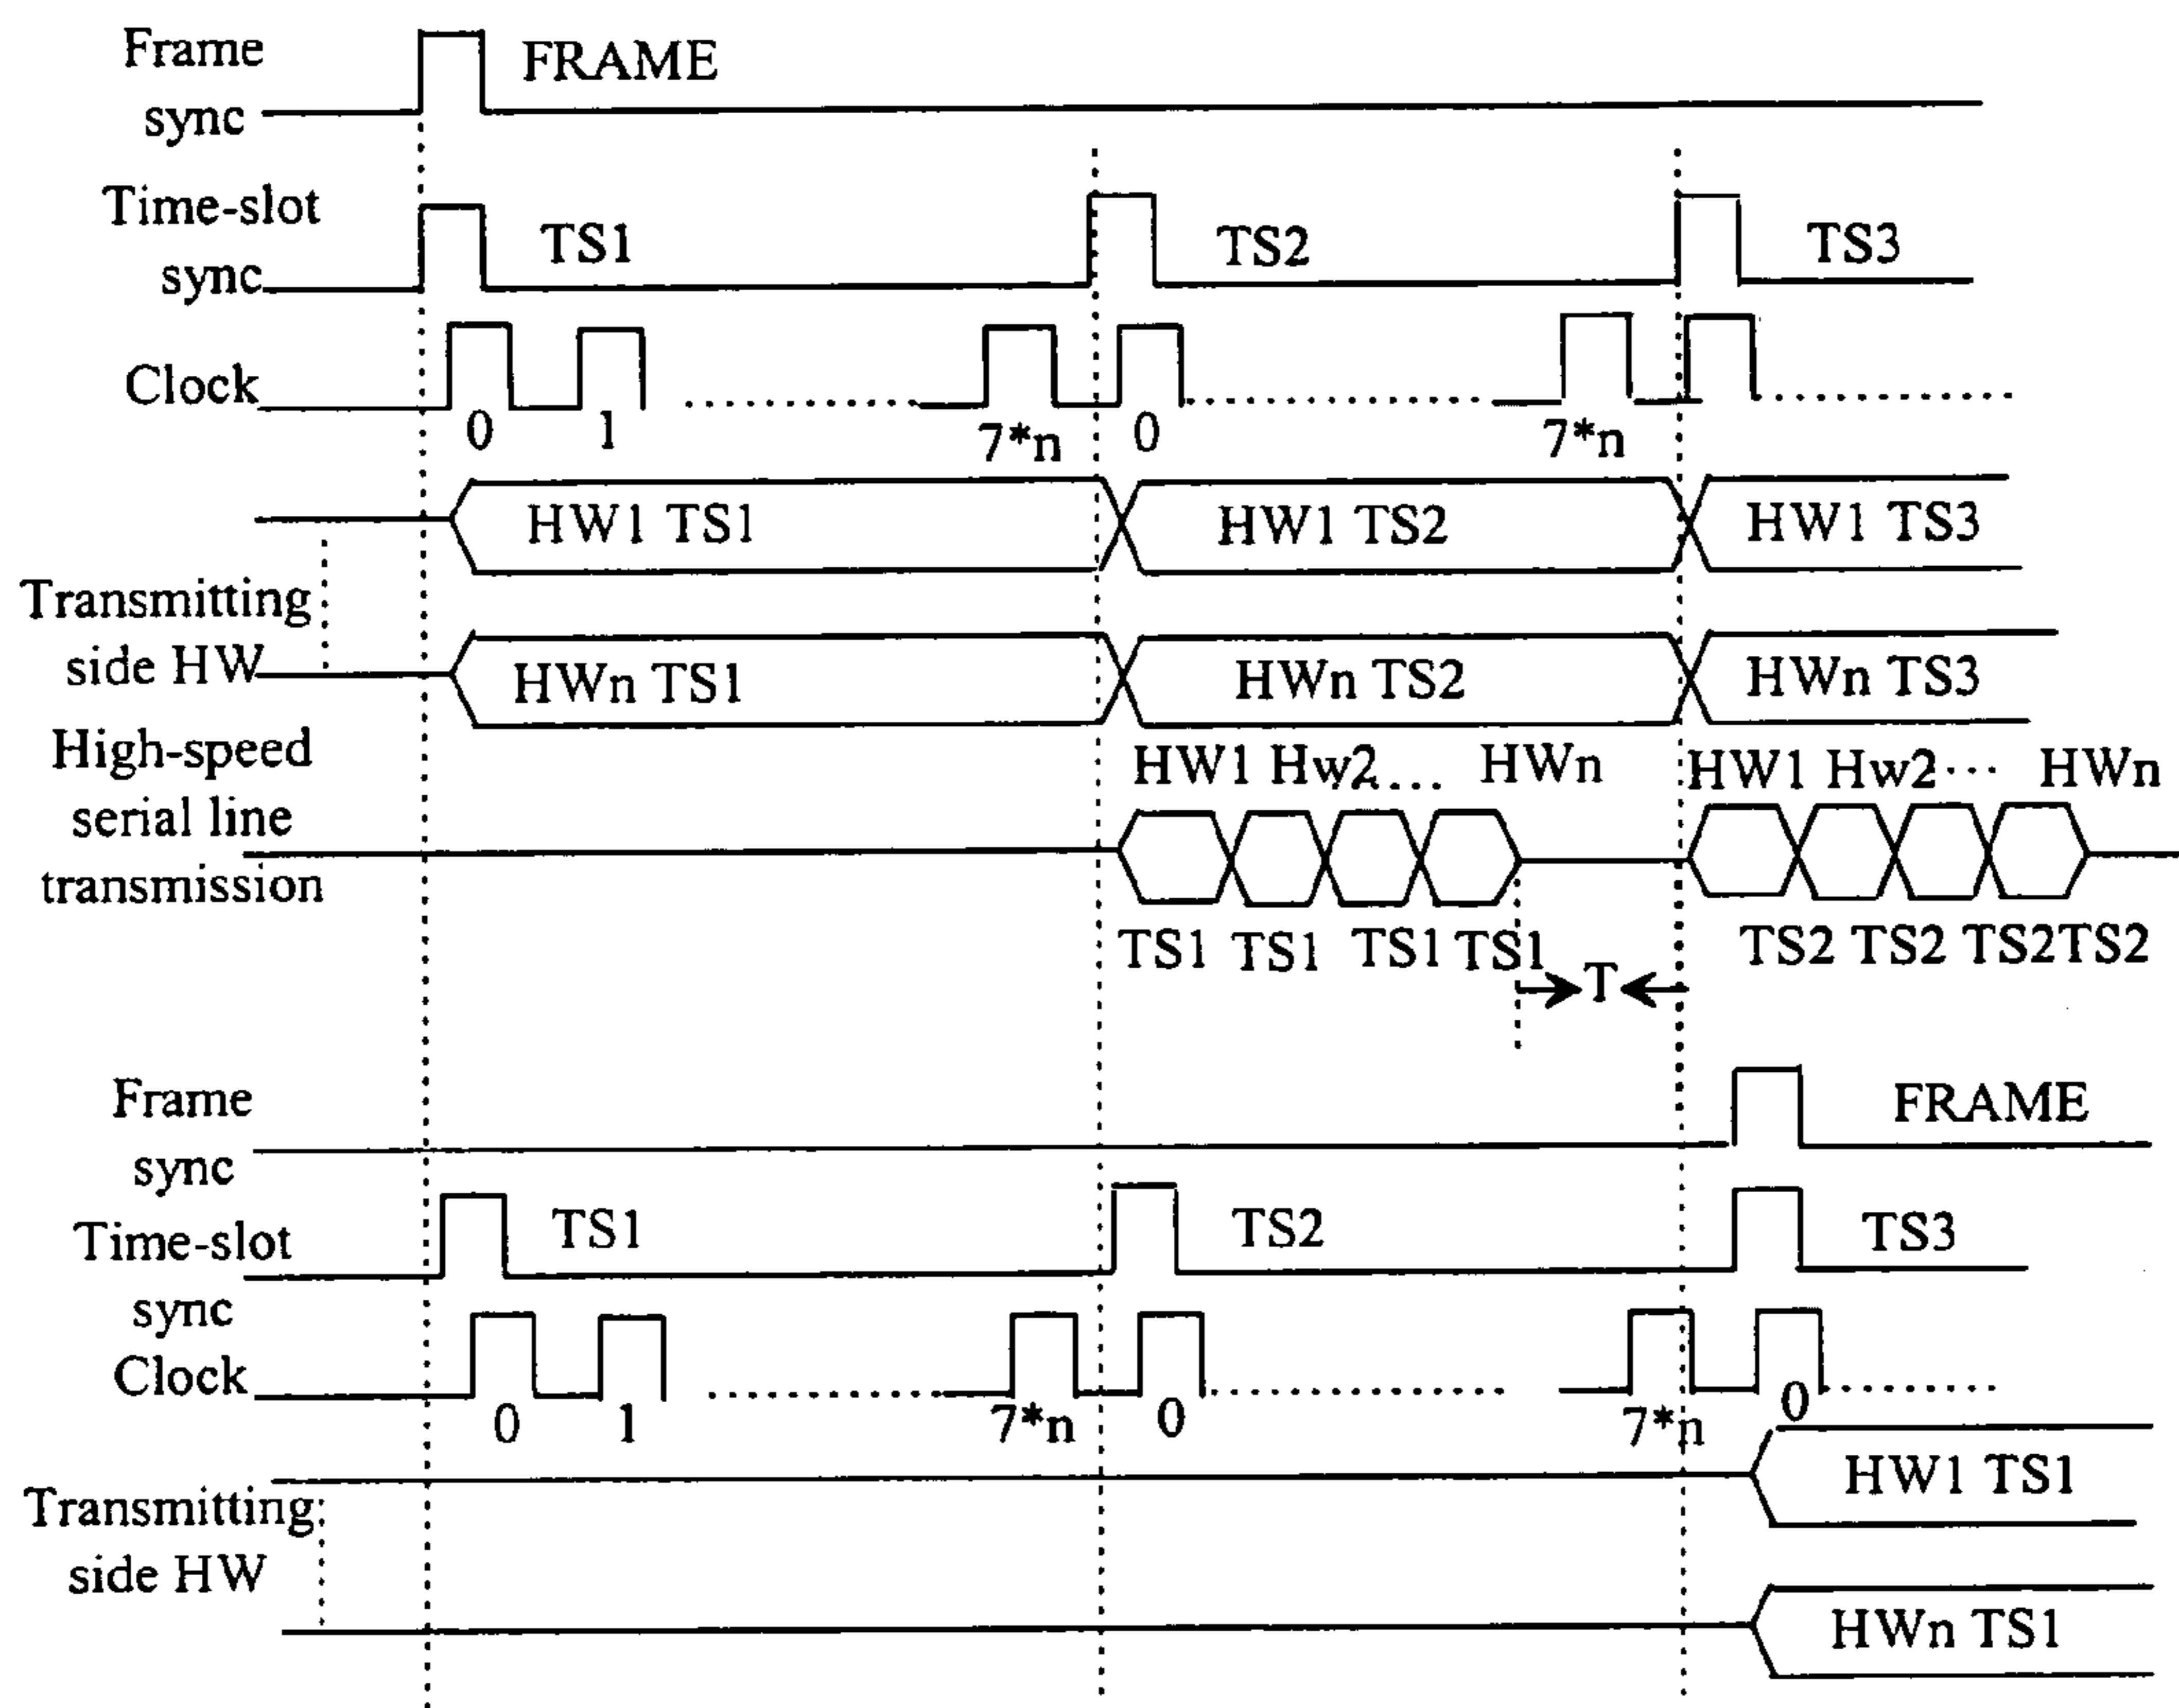 Frame
sync
FRAME
Time-slot
sync
TS1
TS2
TS3
Clock
0
1
7*n
0
7*n
HW1 TS1
HW1 TS2
HW1 TS3
Transmitting
side HW
HWn TS1
HWn TS2
HWn TS3
High-speed
serial line
transmission
HW1 Hw2... HWn
HW1 Hw2... HWn
TS1 TS1 TS1 TS1
TS2 TS2 TS2 TS2
T
Frame
sync
FRAME
Time-slot
sync
TS1
TS2
TS3
Clock
0
1
7*n
0
7*n
0
Transmitting
side HW
HW1 TS1
HWn TS1